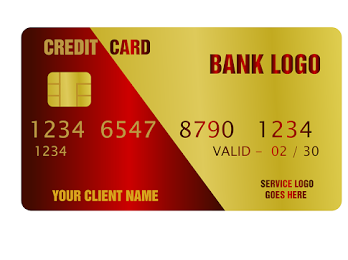 CREDIT CARD
BANK LOGO
1234 6547 8790 1234
1234
VALID – 02 / 30
YOUR CLIENT NAME
SERVICE LOGO
GOES HERE